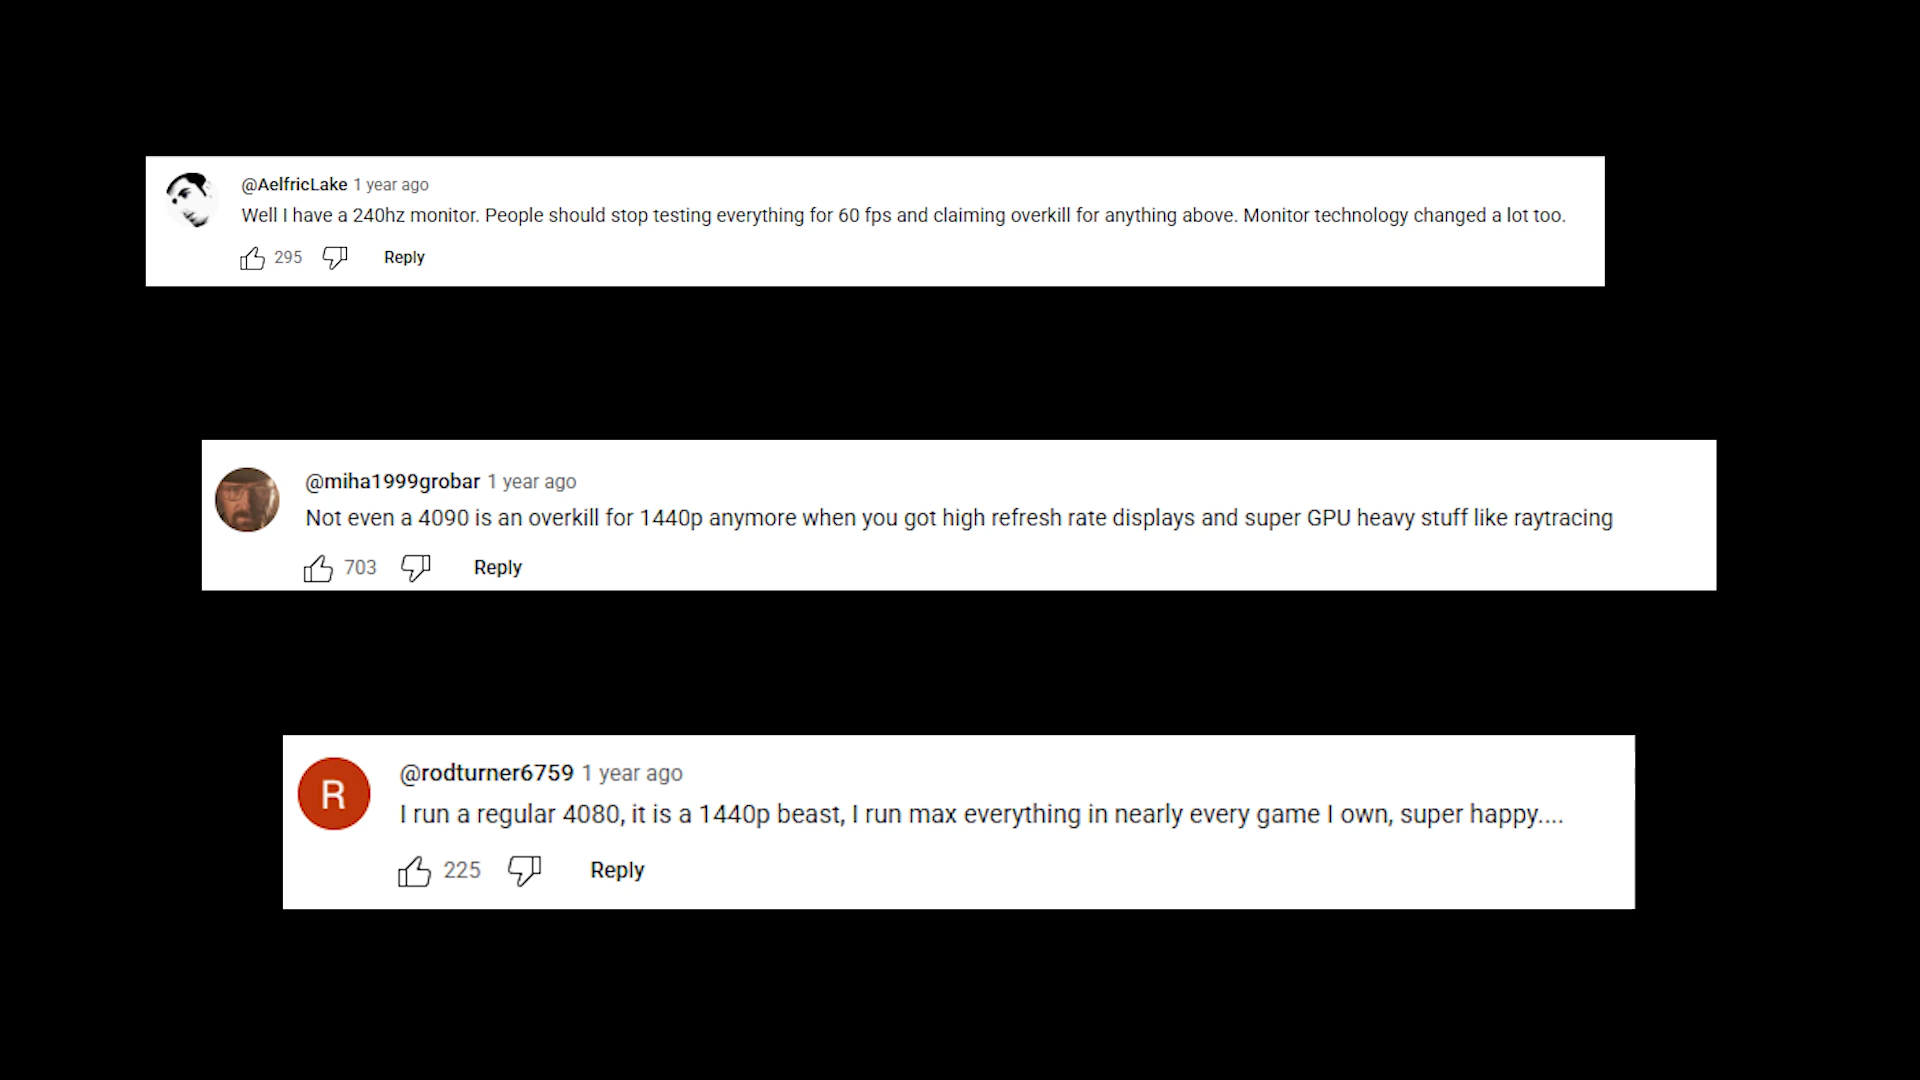 @AelfricLake 1 year ago
Well I have a 240hz monitor. People should stop testing everything for 60 fps and claiming overkill for anything above. Monitor technology changed a lot too.
295 Reply
@miha1999grobar 1 year ago
Not even a 4090 is an overkill for 1440p anymore when you got high refresh rate displays and super GPU heavy stuff like raytracing
703 Reply
R
@rodturner6759 1 year ago
I run a regular 4080, it is a 1440p beast, I run max everything in nearly every game I own, super happy....
225 Reply